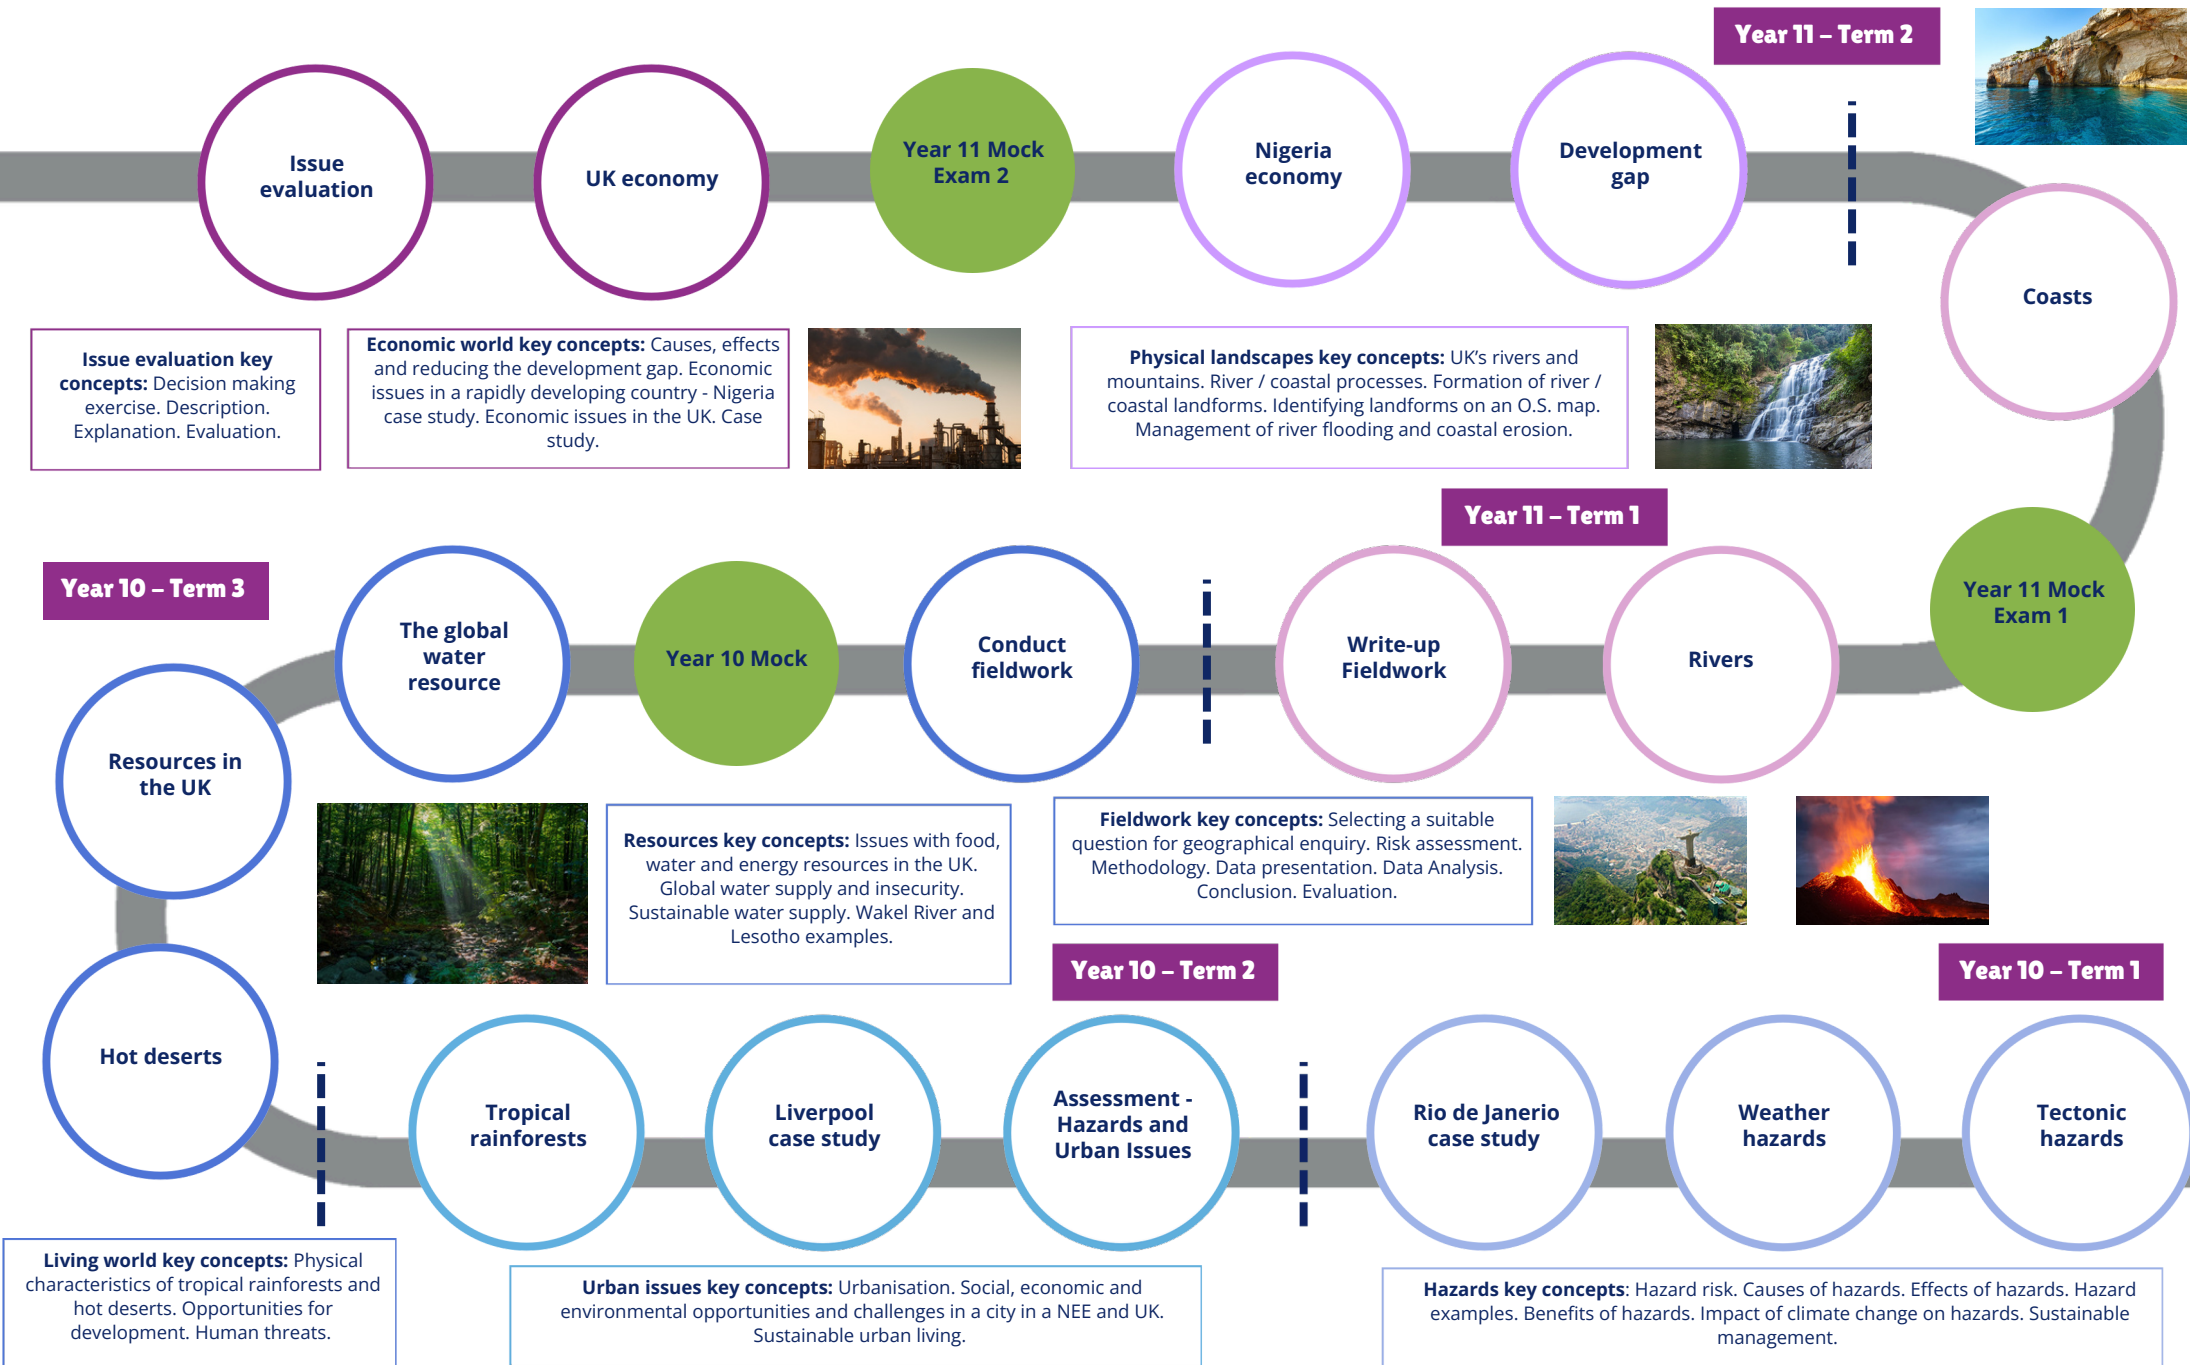 Year 11 – Term 2
Issue
evaluation
UK economy
Year 11 Mock
Exam 2
Nigeria
economy
Development
gap
Coasts
Issue evaluation key
concepts: Decision making
exercise. Description.
Explanation. Evaluation.
Economic world key concepts: Causes, effects
and reducing the development gap. Economic
issues in a rapidly developing country - Nigeria
case study. Economic issues in the UK. Case
study.
Physical landscapes key concepts: UK’s rivers and
mountains. River / coastal processes. Formation of river /
coastal landforms. Identifying landforms on an O.S. map.
Management of river flooding and coastal erosion.
Year 11 – Term 1
Year 10 – Term 3
Resources in
the UK
The global
water
resource
Year 10 Mock
Conduct
fieldwork
Write-up
Fieldwork
Rivers
Year 11 Mock
Exam 1
Resources key concepts: Issues with food,
water and energy resources in the UK.
Global water supply and insecurity.
Sustainable water supply. Wakel River and
Lesotho examples.
Fieldwork key concepts: Selecting a suitable
question for geographical enquiry. Risk assessment.
Methodology. Data presentation. Data Analysis.
Conclusion. Evaluation.
Year 10 – Term 2
Year 10 – Term 1
Hot deserts
Tropical
rainforests
Liverpool
case study
Assessment -
Hazards and
Urban Issues
Rio de Janerio
case study
Weather
hazards
Tectonic
hazards
Living world key concepts: Physical
characteristics of tropical rainforests and
hot deserts. Opportunities for
development. Human threats.
Urban issues key concepts: Urbanisation. Social, economic and
environmental opportunities and challenges in a city in a NEE and UK.
Sustainable urban living.
Hazards key concepts: Hazard risk. Causes of hazards. Effects of hazards. Hazard
examples. Benefits of hazards. Impact of climate change on hazards. Sustainable
management.